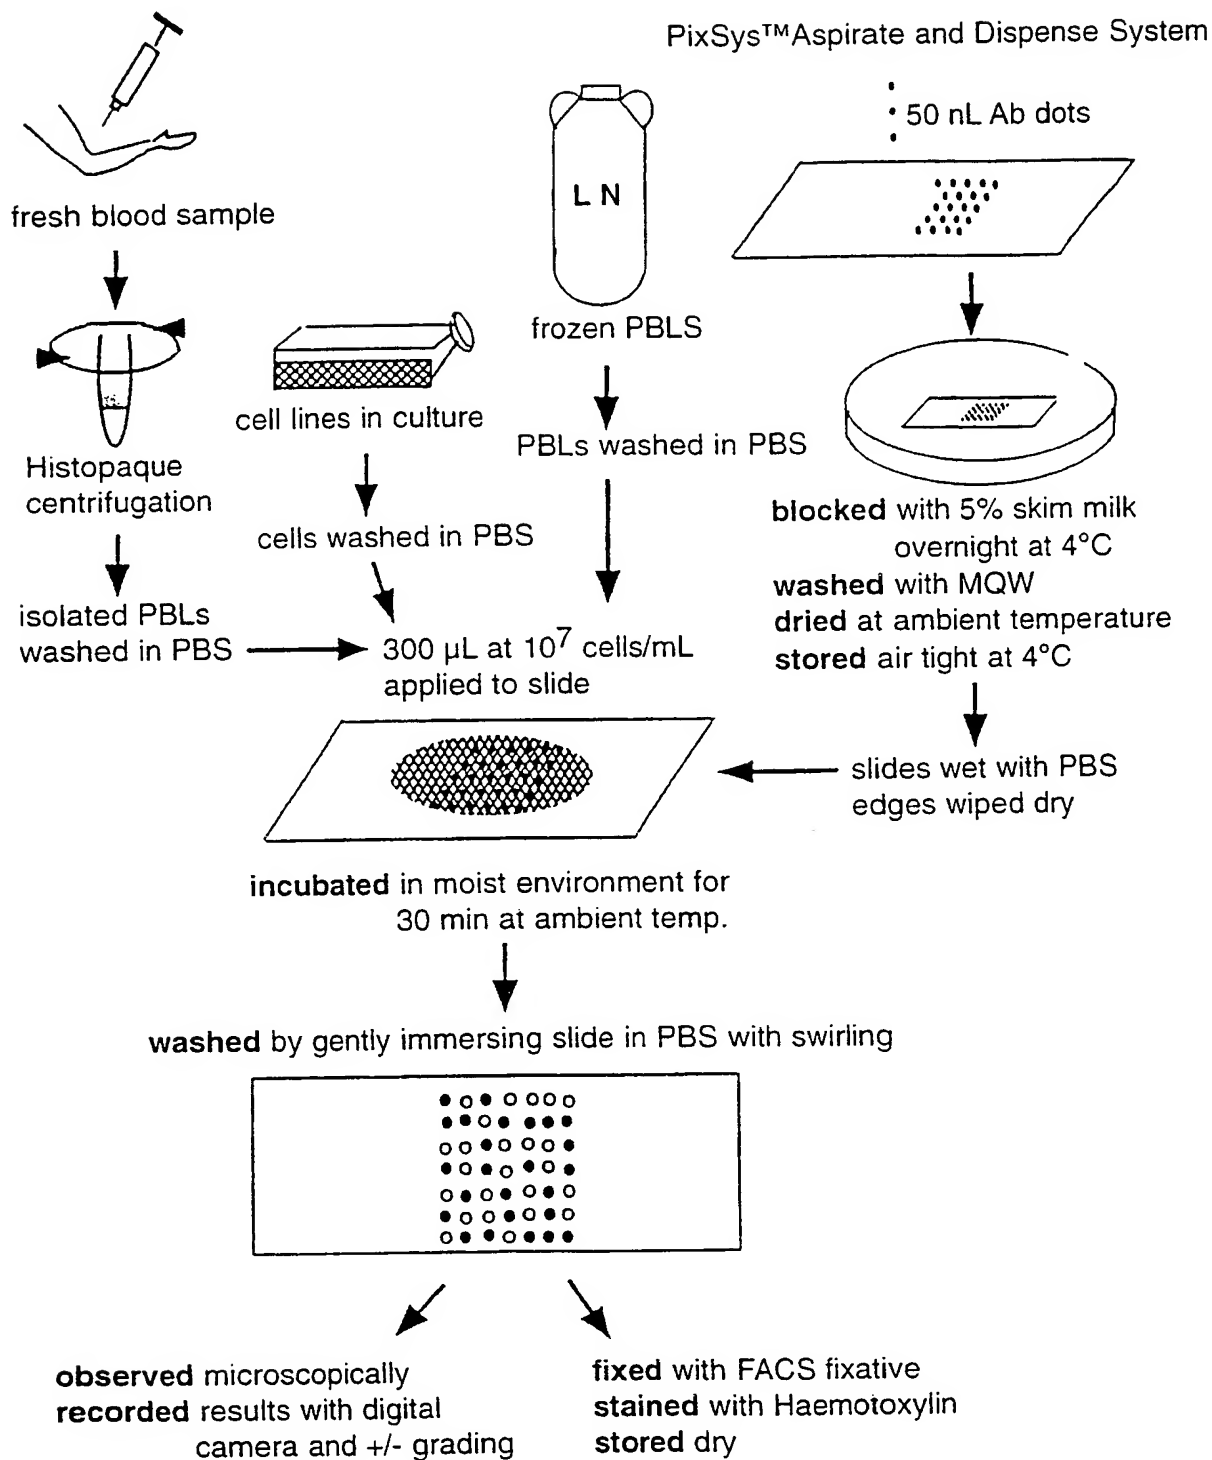 PixSys™Aspirate and Dispense System
50 nL Ab dots
fresh blood sample
L N
frozen PBLS
cell lines in culture
PBLs washed in PBS
Histopaque
centrifugation
cells washed in PBS
blocked with 5% skim milk
overnight at 4°C
washed with MQW
dried at ambient temperature
stored air tight at 4°C
isolated PBLs
washed in PBS
300 µL at 10⁷ cells/mL
applied to slide
slides wet with PBS
edges wiped dry
incubated in moist environment for
30 min at ambient temp.
washed by gently immersing slide in PBS with swirling
observed microscopically
recorded results with digital
camera and +/- grading
fixed with FACS fixative
stained with Haemotoxylin
stored dry